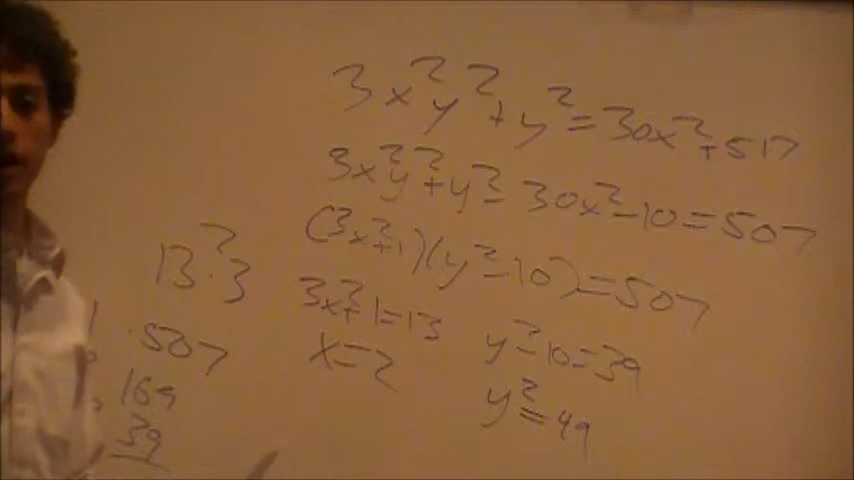 3x²y² + y² = 30x² + 517
3x²y² + y² - 30x² - 10 = 507
(3x² + 1)(y² - 10) = 507
3x² + 1 = 13
x = 2
y² - 10 = 39
y² = 49
13² · 3
507
169
39